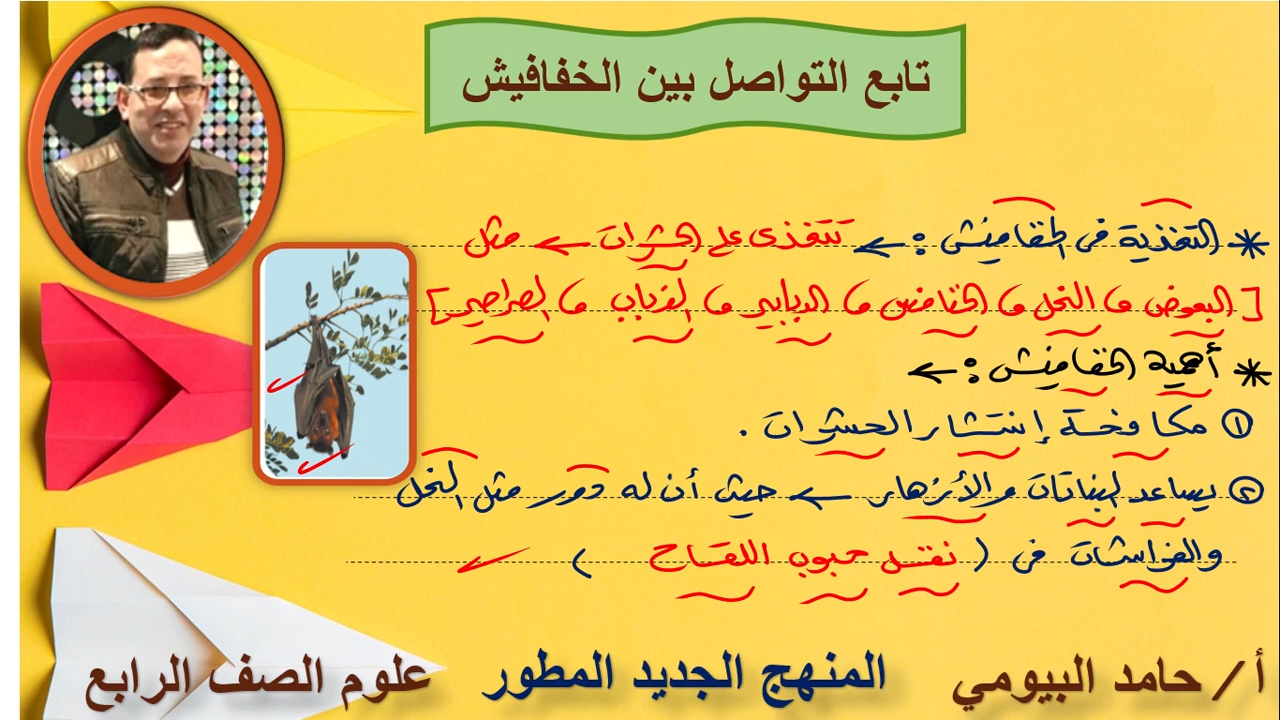 تابع التواصل بين الخفافيش
* التغذية فى الخفافيش :← تتغذى على الحشرات ← مثل
[ البعوض و النحل و الخنافس و الدبابير و الذباب و الصراصير ]
* أهمية الخفافيش :←
① مكافحة إنتشار الحشرات .
② يساعد النباتات والأزهار ← حيث أن له دور مثل النحل
والفراشات فى ( نقل حبوب اللقاح )
أ/ حامد البيومي المنهج الجديد المطور علوم الصف الرابع